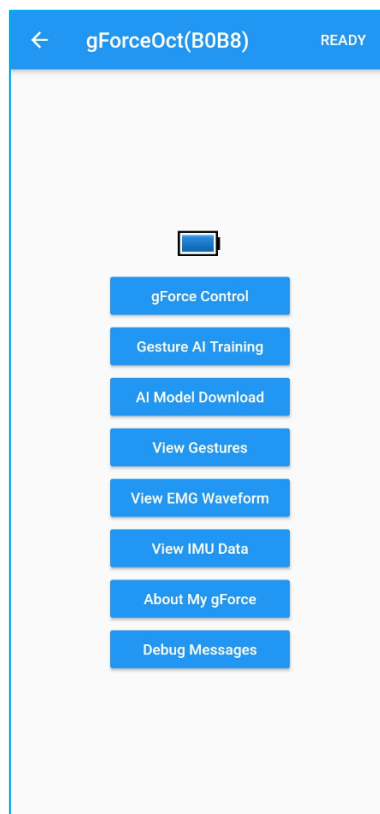 gForceOct(B0B8) READY
gForce Control
Gesture AI Training
AI Model Download
View Gestures
View EMG Waveform
View IMU Data
About My gForce
Debug Messages